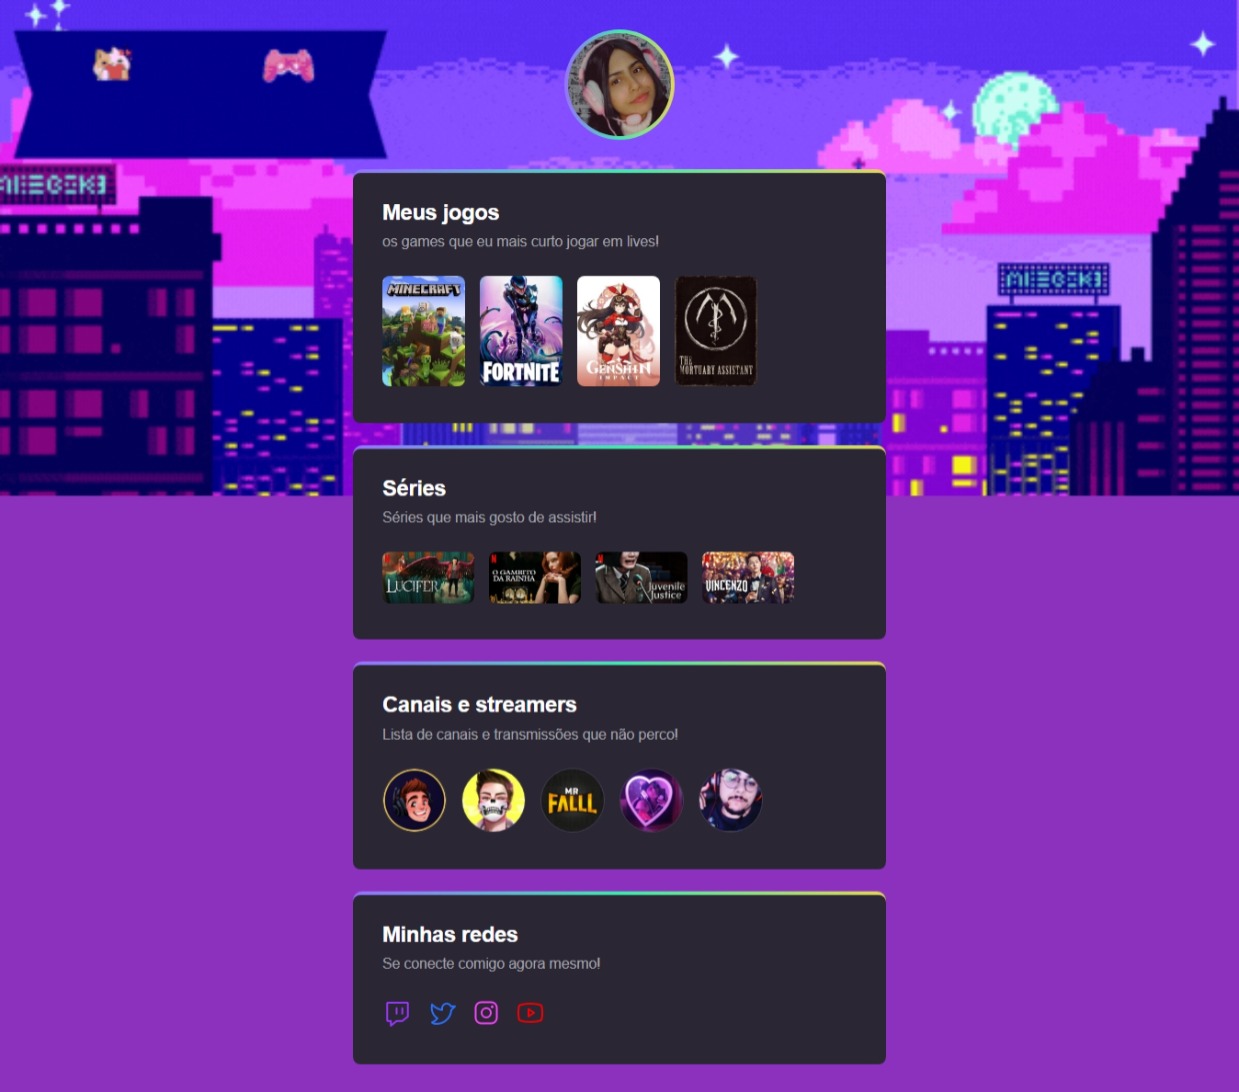 Meus jogos
os games que eu mais curto jogar em lives!
MINECRAFT
FORTNITE
GENSHIN
IMPACT
THE
MORTUARY ASSISTANT
Séries
Séries que mais gosto de assistir!
LUCIFER
O GAMBITO
DA RAINHA
Juvenile
Justice
VINCENZO
Canais e streamers
Lista de canais e transmissões que não perco!
MR
FALLL
Minhas redes
Se conecte comigo agora mesmo!